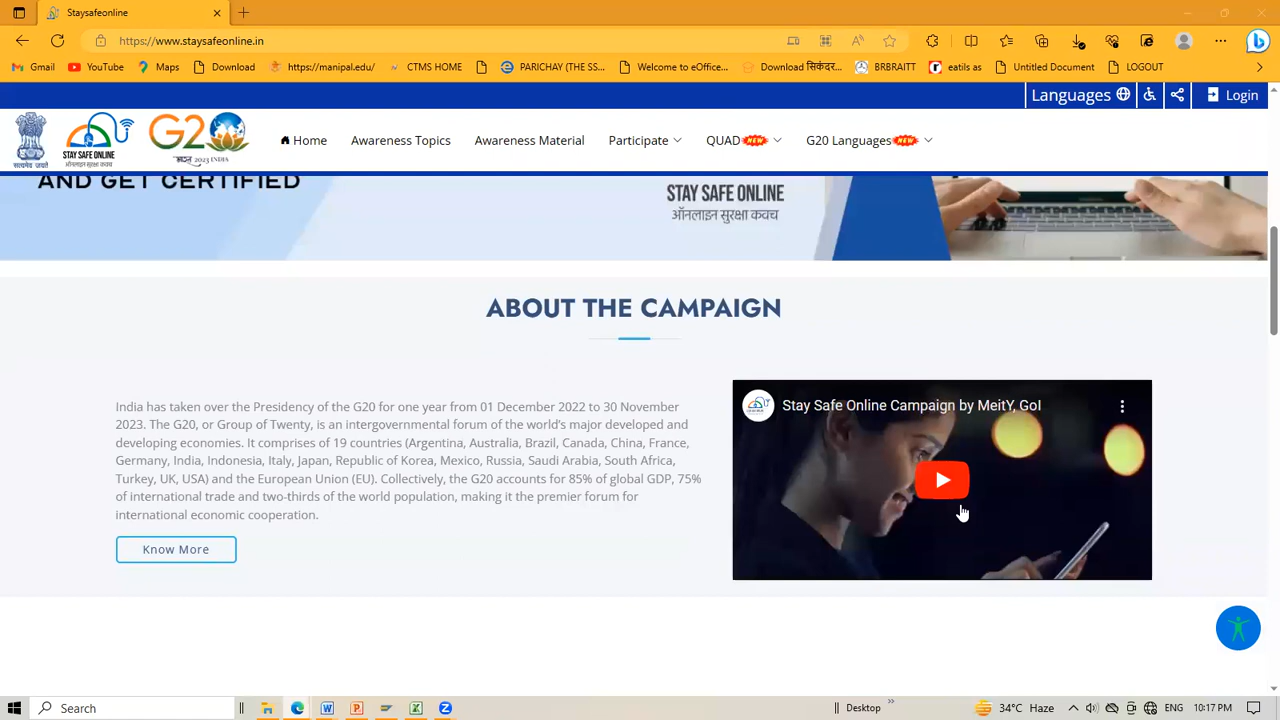 Staysafeonline
https://www.staysafeonline.in
Gmail YouTube Maps Download https://manipal.edu/ CTMS HOME PARICHAY (THE SS... Welcome to eOffice... Download सिकंदर... BRBRAITT eatils as Untitled Document LOGOUT
Languages Login
सत्यमेव जयते STAY SAFE ONLINE G20 भारत 2023 INDIA Home Awareness Topics Awareness Material Participate QUAD NEW G20 Languages NEW
AND GET CERTIFIED
STAY SAFE ONLINE
ऑनलाइन सुरक्षा कवच
ABOUT THE CAMPAIGN
India has taken over the Presidency of the G20 for one year from 01 December 2022 to 30 November
2023. The G20, or Group of Twenty, is an intergovernmental forum of the world's major developed and
developing economies. It comprises of 19 countries (Argentina, Australia, Brazil, Canada, China, France,
Germany, India, Indonesia, Italy, Japan, Republic of Korea, Mexico, Russia, Saudi Arabia, South Africa,
Turkey, UK, USA) and the European Union (EU). Collectively, the G20 accounts for 85% of global GDP, 75%
of international trade and two-thirds of the world population, making it the premier forum for
international economic cooperation.
Know More
Stay Safe Online Campaign by MeitY, GoI
Search Desktop 34°C Haze ENG 10:17 PM